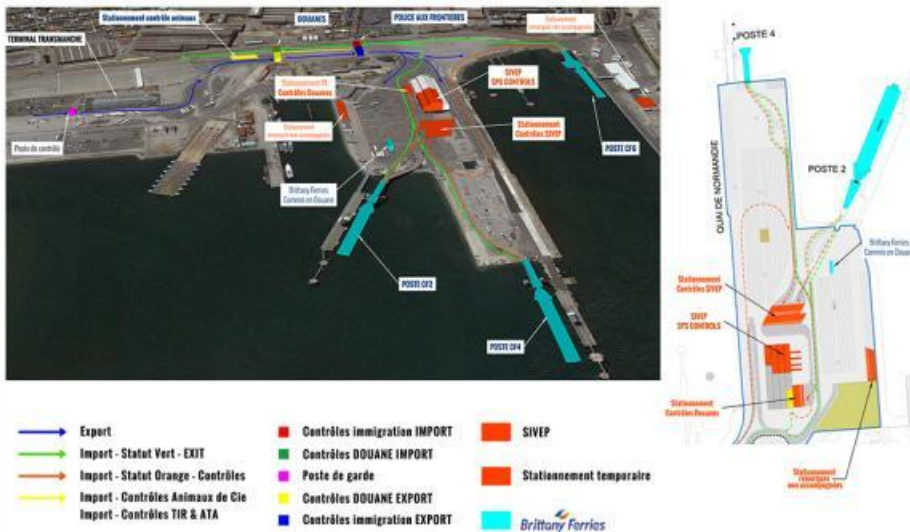 Stationnement contrôle animaux
DOUANES
POLICE AUX FRONTIERES
TERMINAL TRANSMANCHE
Stationnement PL
Contrôles Douanes
SIVEP
SPS CONTROLS
Stationnement
Contrôles SIVEP
Poste de contrôle
Brittany Ferries
Commis en Douane
POSTE CF6
POSTE CF2
POSTE CF4
POSTE 4
QUAI DE NORMANDIE
POSTE 2
Brittany Ferries
Commis en Douane
Stationnement
Contrôles SIVEP
SIVEP
SPS CONTROLS
Stationnement
Contrôles Douanes
Stationnement
remorques
non accompagnées
Export
Import - Statut Vert - EXIT
Import - Statut Orange - Contrôles
Import - Contrôles Animaux de Cie
Import - Contrôles TIR & ATA
Contrôles immigration IMPORT
Contrôles DOUANE IMPORT
Poste de garde
Contrôles DOUANE EXPORT
Contrôles immigration EXPORT
SIVEP
Stationnement temporaire
Brittany Ferries